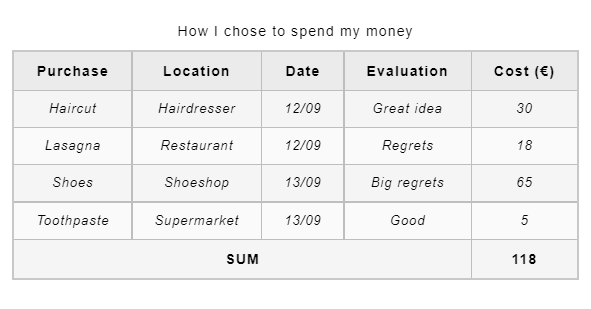 How I chose to spend my money
Purchase Location Date Evaluation Cost (€)
Haircut Hairdresser 12/09 Great idea 30
Lasagna Restaurant 12/09 Regrets 18
Shoes Shoeshop 13/09 Big regrets 65
Toothpaste Supermarket 13/09 Good 5
SUM 118